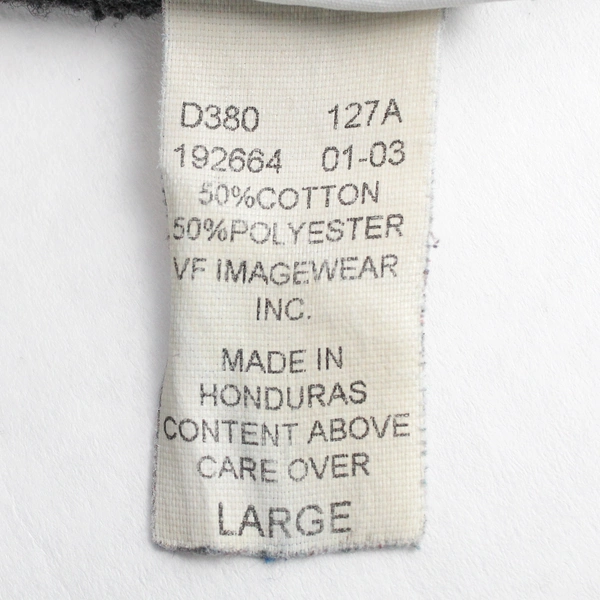 D380 127A
192664 01-03
50%COTTON
50%POLYESTER
VF IMAGEWEAR
INC.
MADE IN
HONDURAS
CONTENT ABOVE
CARE OVER
LARGE